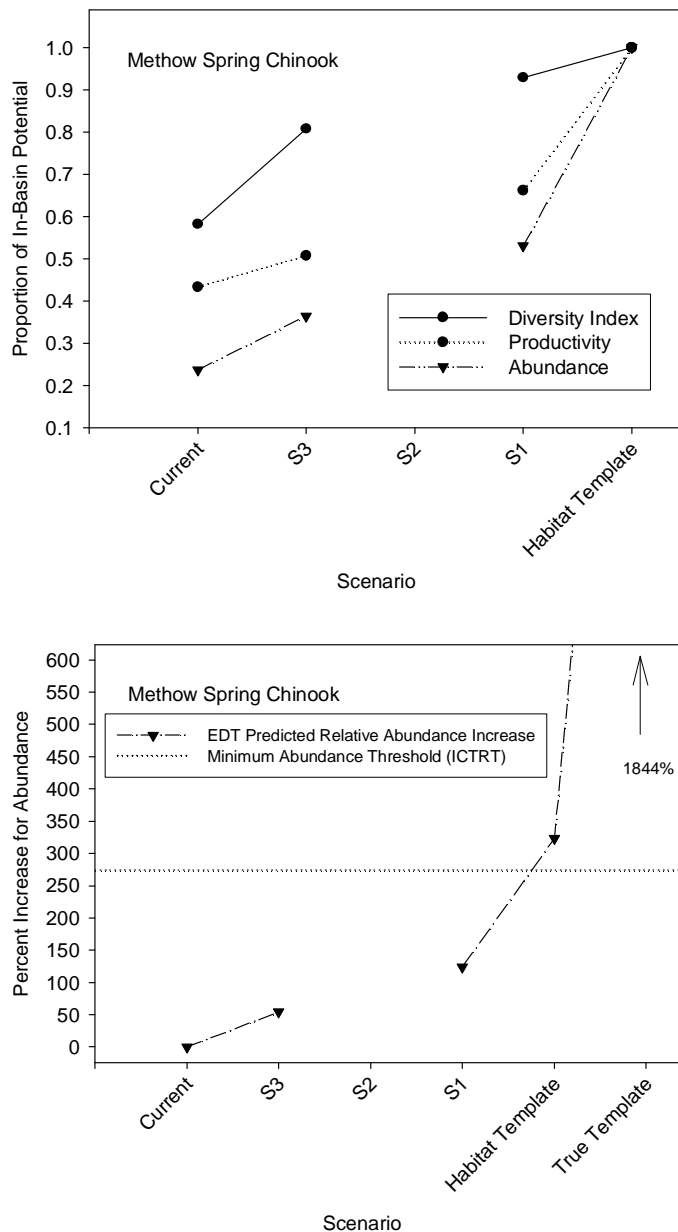 Methow Spring Chinook
Proportion of In-Basin Potential
1.0
0.9
0.8
0.7
0.6
0.5
0.4
0.3
0.2
0.1
Diversity Index
Productivity
Abundance
Current
S3
S2
S1
Habitat Template
Scenario
Methow Spring Chinook
Percent Increase for Abundance
600
550
500
450
400
350
300
250
200
150
100
50
0
EDT Predicted Relative Abundance Increase
Minimum Abundance Threshold (ICTRT)
1844%
Current
S3
S2
S1
Habitat Template
True Template
Scenario